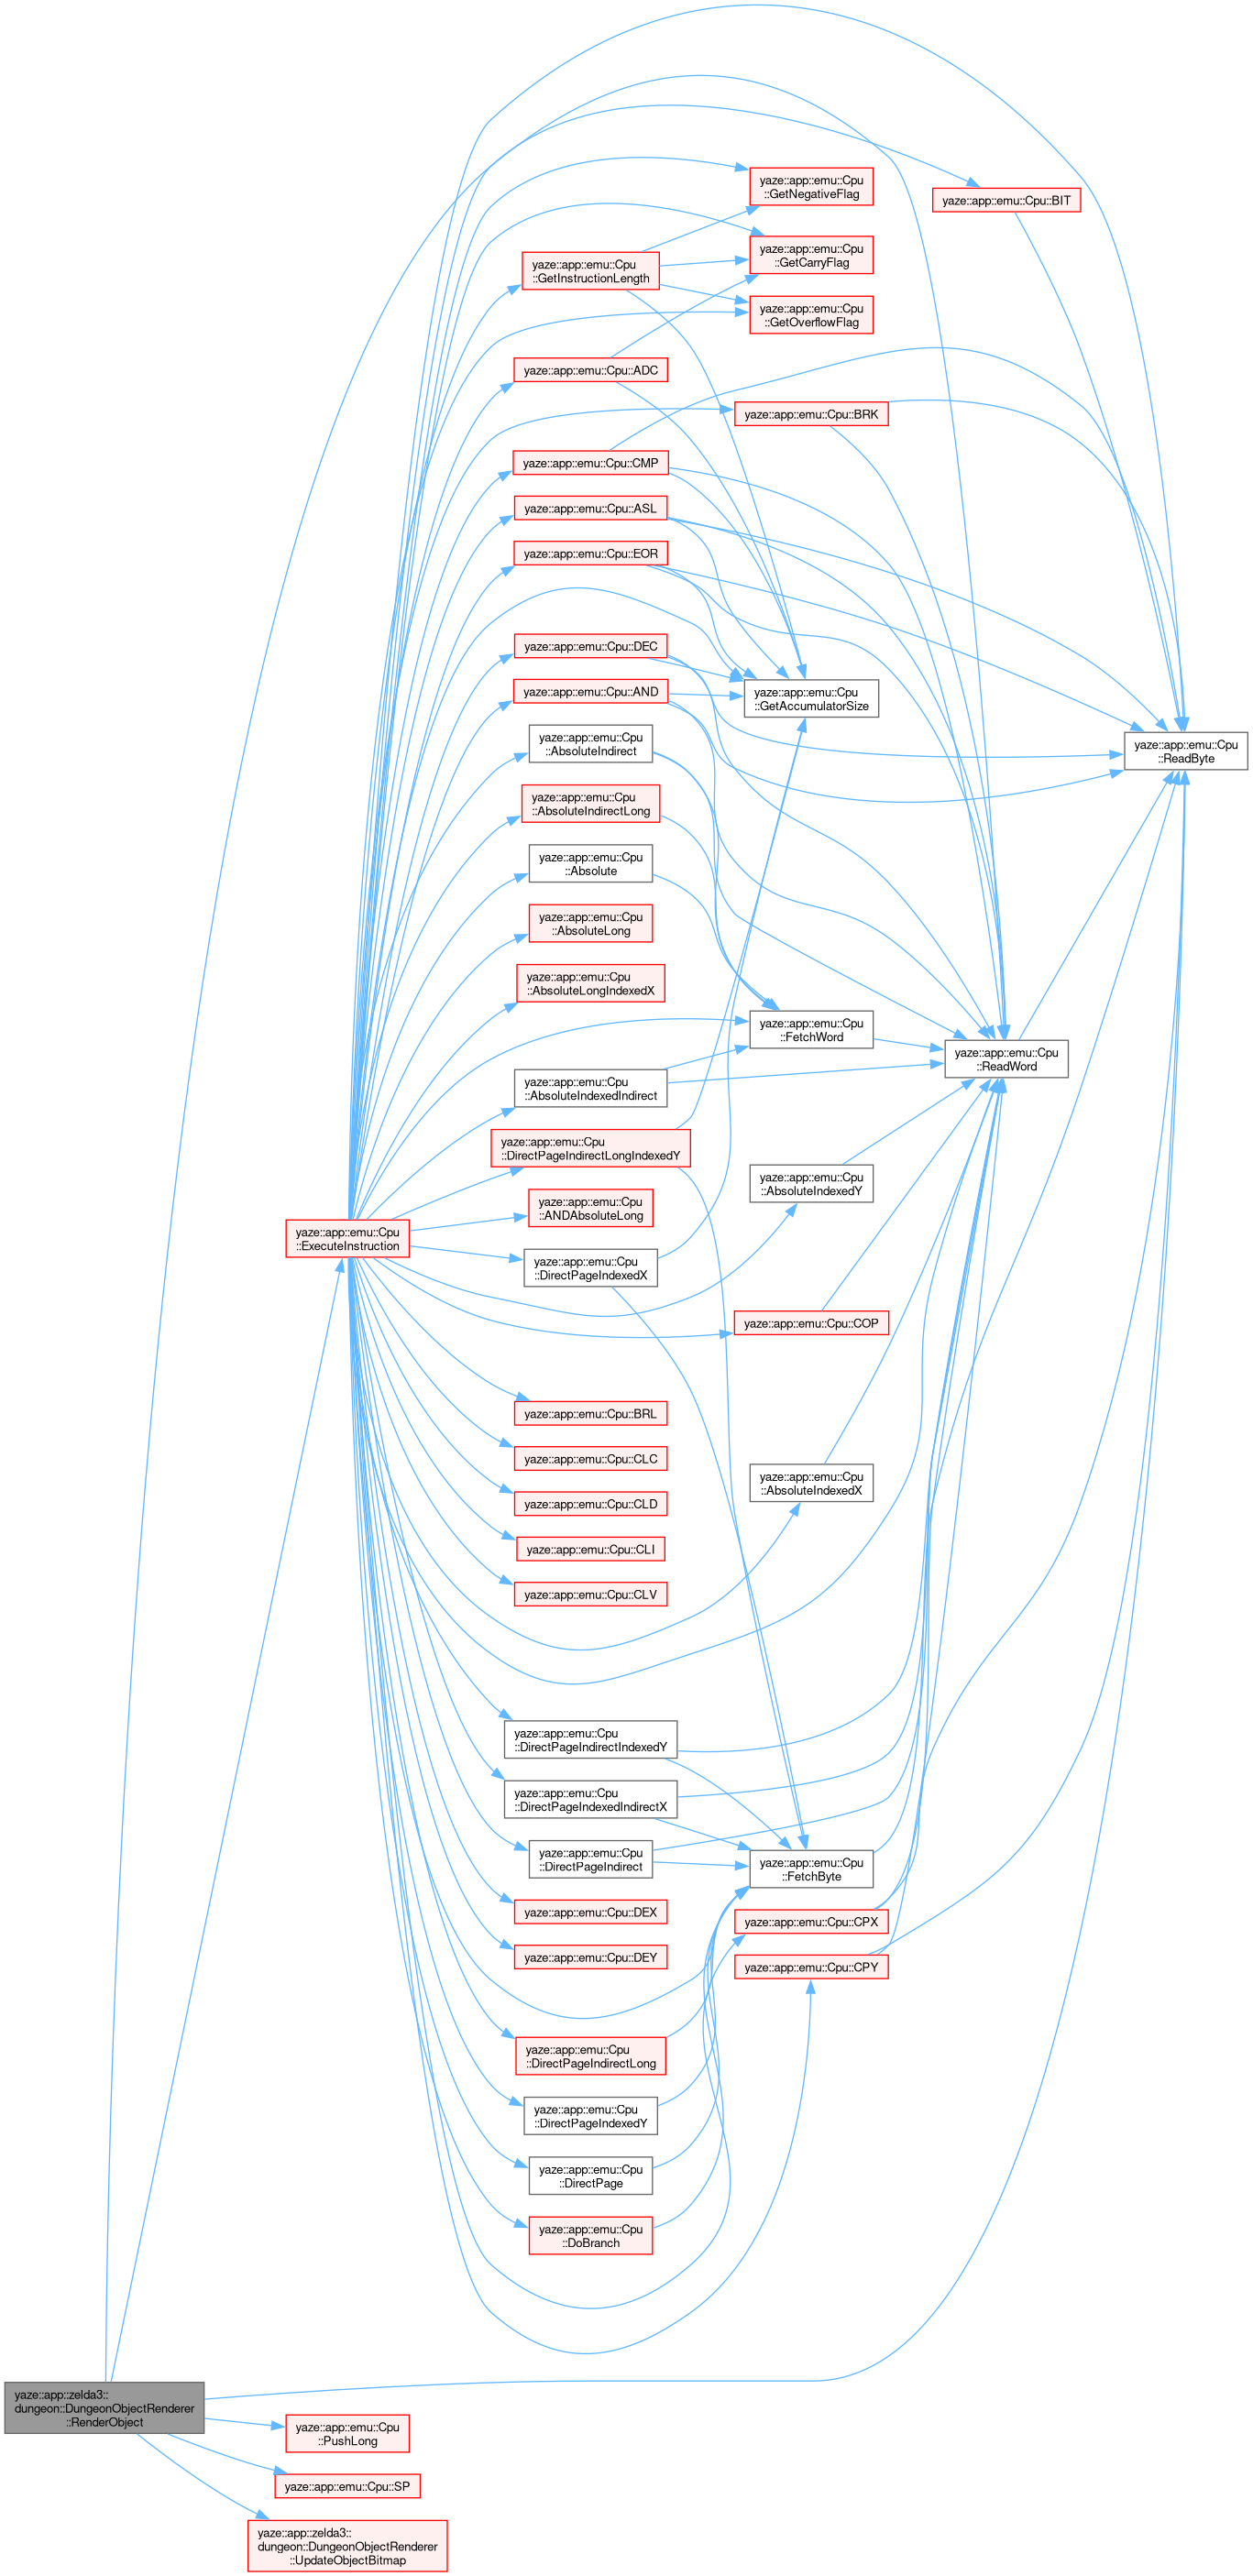 yaze::app::emu::Cpu
::GetNegativeFlag
yaze::app::emu::Cpu::BIT
yaze::app::emu::Cpu
::GetCarryFlag
yaze::app::emu::Cpu
::GetInstructionLength
yaze::app::emu::Cpu
::GetOverflowFlag
yaze::app::emu::Cpu::ADC
yaze::app::emu::Cpu::BRK
yaze::app::emu::Cpu::CMP
yaze::app::emu::Cpu::ASL
yaze::app::emu::Cpu::EOR
yaze::app::emu::Cpu::DEC
yaze::app::emu::Cpu::AND
yaze::app::emu::Cpu
::GetAccumulatorSize
yaze::app::emu::Cpu
::AbsoluteIndirect
yaze::app::emu::Cpu
::ReadByte
yaze::app::emu::Cpu
::AbsoluteIndirectLong
yaze::app::emu::Cpu
::Absolute
yaze::app::emu::Cpu
::AbsoluteLong
yaze::app::emu::Cpu
::AbsoluteLongIndexedX
yaze::app::emu::Cpu
::FetchWord
yaze::app::emu::Cpu
::ReadWord
yaze::app::emu::Cpu
::AbsoluteIndexedIndirect
yaze::app::emu::Cpu
::DirectPageIndirectLongIndexedY
yaze::app::emu::Cpu
::AbsoluteIndexedY
yaze::app::emu::Cpu
::ANDAbsoluteLong
yaze::app::emu::Cpu
::ExecuteInstruction
yaze::app::emu::Cpu
::DirectPageIndexedX
yaze::app::emu::Cpu::COP
yaze::app::emu::Cpu::BRL
yaze::app::emu::Cpu::CLC
yaze::app::emu::Cpu
::AbsoluteIndexedX
yaze::app::emu::Cpu::CLD
yaze::app::emu::Cpu::CLI
yaze::app::emu::Cpu::CLV
yaze::app::emu::Cpu
::DirectPageIndirectIndexedY
yaze::app::emu::Cpu
::DirectPageIndexedIndirectX
yaze::app::emu::Cpu
::DirectPageIndirect
yaze::app::emu::Cpu
::FetchByte
yaze::app::emu::Cpu::DEX
yaze::app::emu::Cpu::CPX
yaze::app::emu::Cpu::DEY
yaze::app::emu::Cpu::CPY
yaze::app::emu::Cpu
::DirectPageIndirectLong
yaze::app::emu::Cpu
::DirectPageIndexedY
yaze::app::emu::Cpu
::DirectPage
yaze::app::emu::Cpu
::DoBranch
yaze::app::zelda3::
dungeon::DungeonObjectRenderer
::RenderObject
yaze::app::emu::Cpu
::PushLong
yaze::app::emu::Cpu::SP
yaze::app::zelda3::
dungeon::DungeonObjectRenderer
::UpdateObjectBitmap